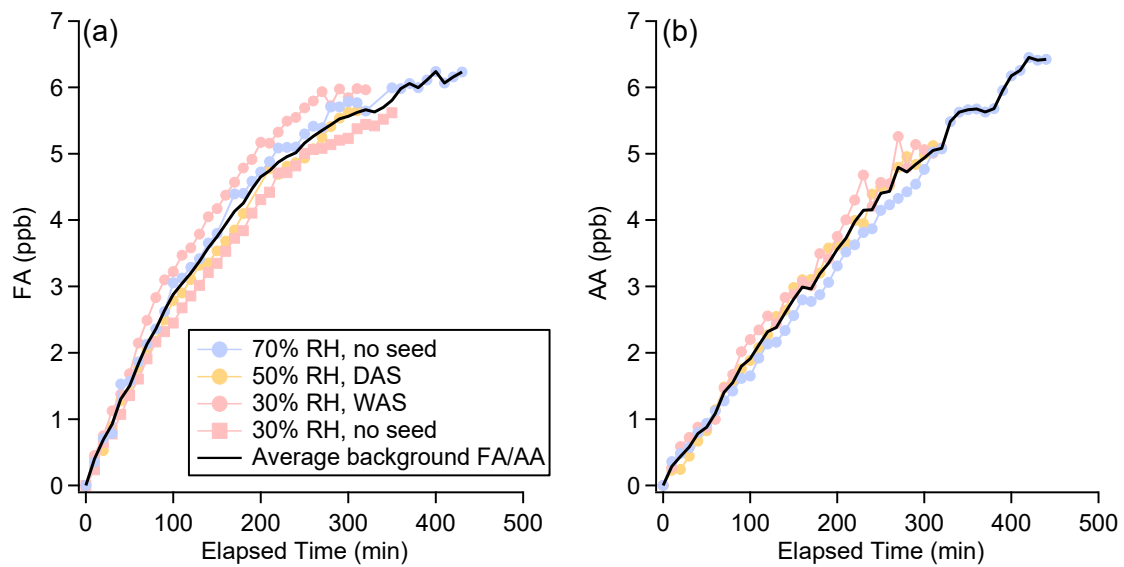 (a)
7
6
5
4
3
2
1
0
FA (ppb)
70% RH, no seed
50% RH, DAS
30% RH, WAS
30% RH, no seed
Average background FA/AA
0 100 200 300 400 500
Elapsed Time (min)
(b)
7
6
5
4
3
2
1
0
AA (ppb)
0 100 200 300 400 500
Elapsed Time (min)